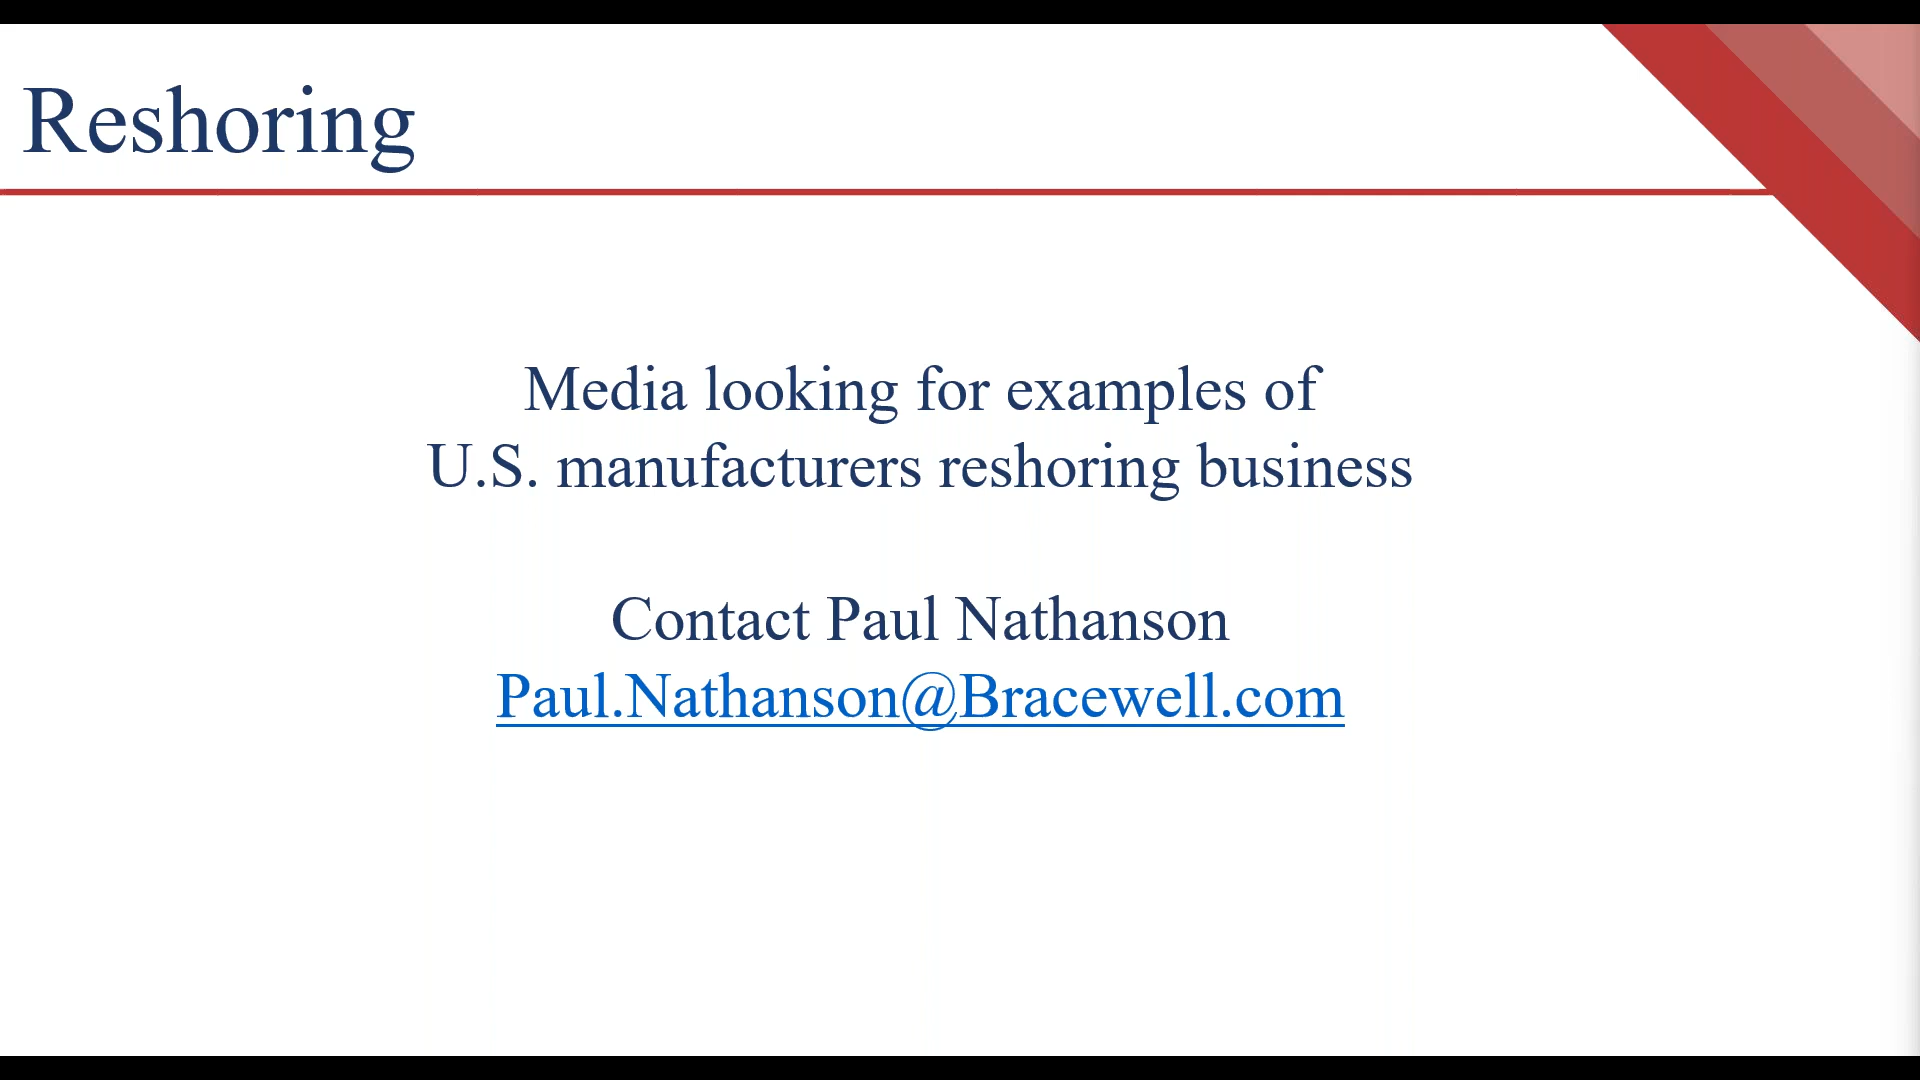 Reshoring
Media looking for examples of
U.S. manufacturers reshoring business
Contact Paul Nathanson
Paul.Nathanson@Bracewell.com